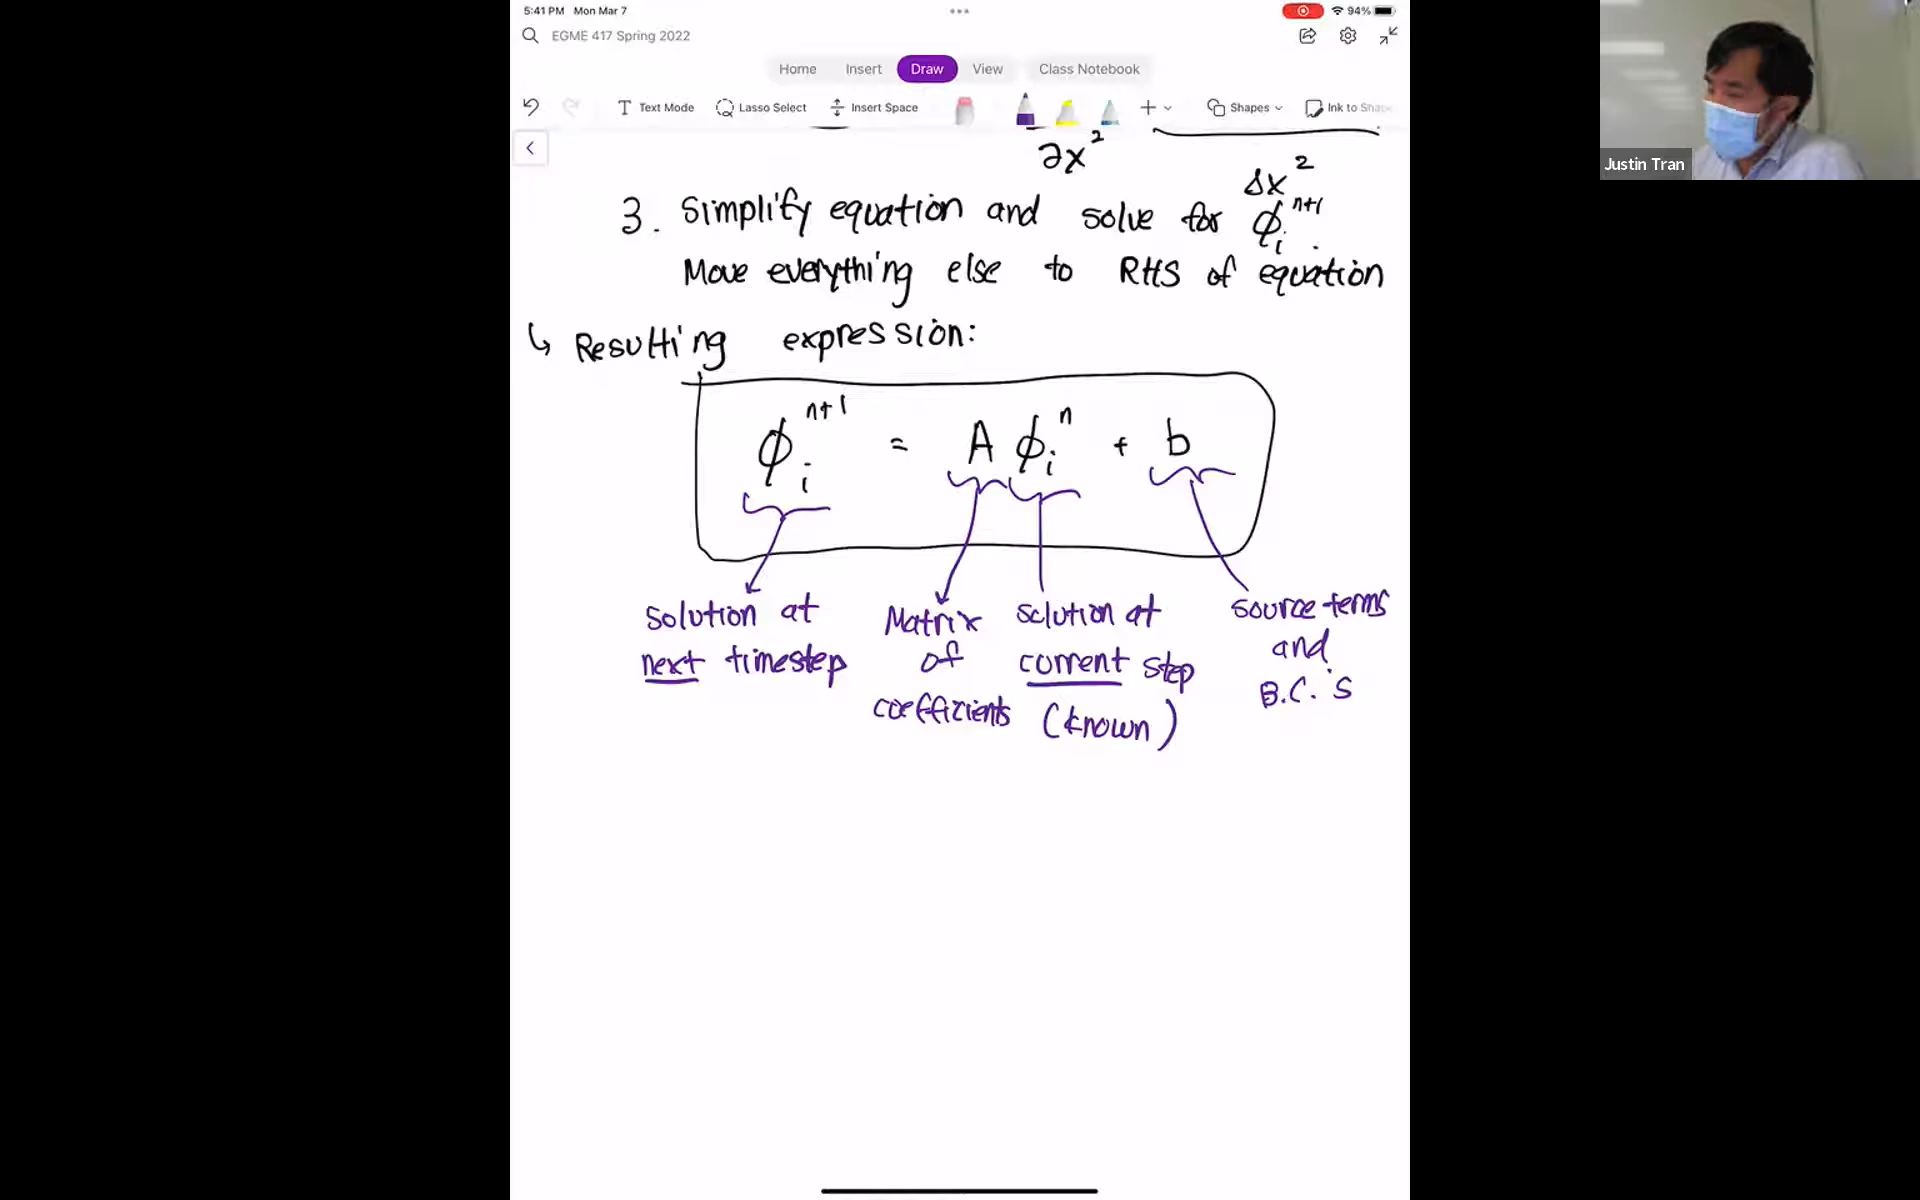 5:41 PM Mon Mar 7
94%
EGME 417 Spring 2022
Home Insert Draw View Class Notebook
Text Mode Lasso Select Insert Space Shapes Ink to Shape
∂x²
Δx²
3. Simplify equation and solve for ϕᵢⁿ⁺¹.
Move everything else to RHS of equation
↳ Resulting expression:
ϕᵢⁿ⁺¹ = A ϕᵢⁿ + b
solution at next timestep
Matrix of coefficients
solution at current step (known)
source terms and B.C.'s
Justin Tran